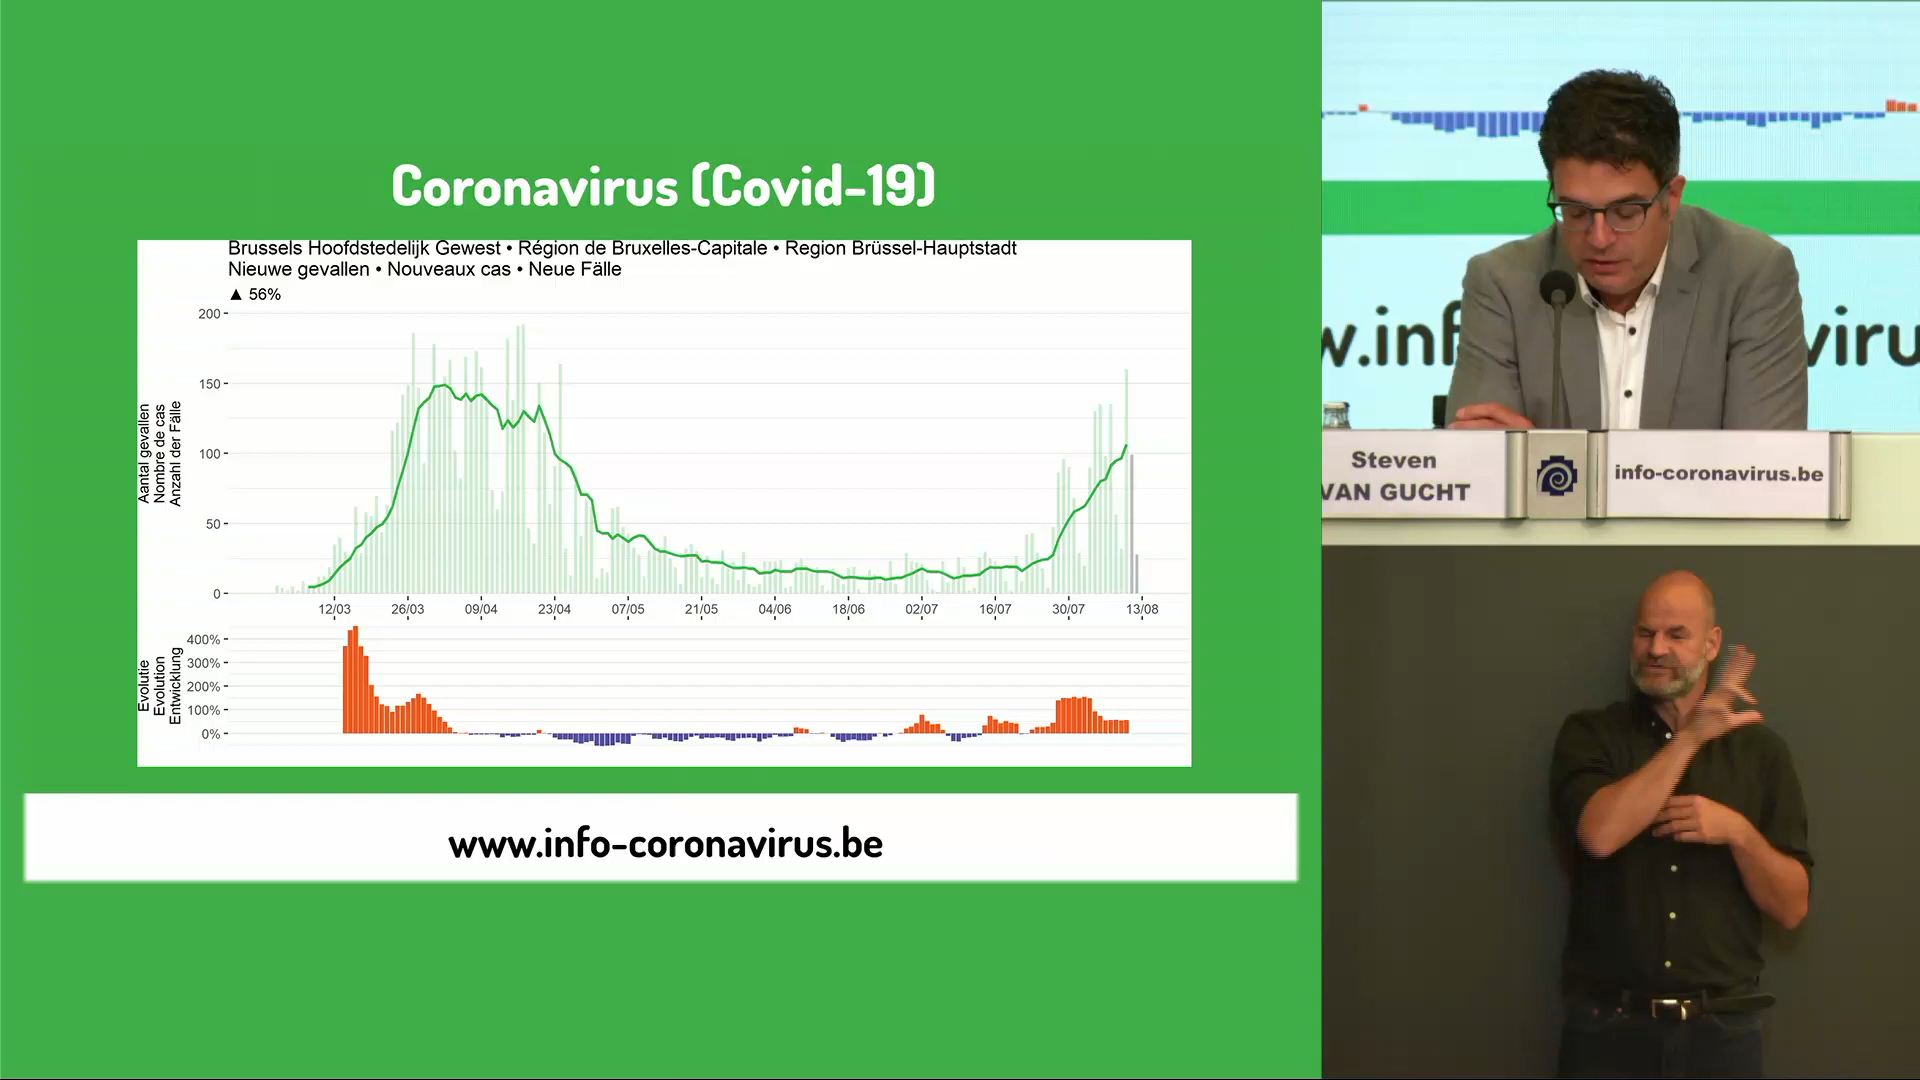 Coronavirus (Covid-19)
Brussels Hoofdstedelijk Gewest • Région de Bruxelles-Capitale • Region Brüssel-Hauptstadt
Nieuwe gevallen • Nouveaux cas • Neue Fälle
▲ 56%
Aantal gevallen
Nombre de cas
Anzahl der Fälle
200
150
100
50
0
12/03 26/03 09/04 23/04 07/05 21/05 04/06 18/06 02/07 16/07 30/07 13/08
Evolutie
Evolution
Entwicklung
400%
300%
200%
100%
0%
www.info-coronavirus.be
w.inf viru
Steven
VAN GUCHT
info-coronavirus.be